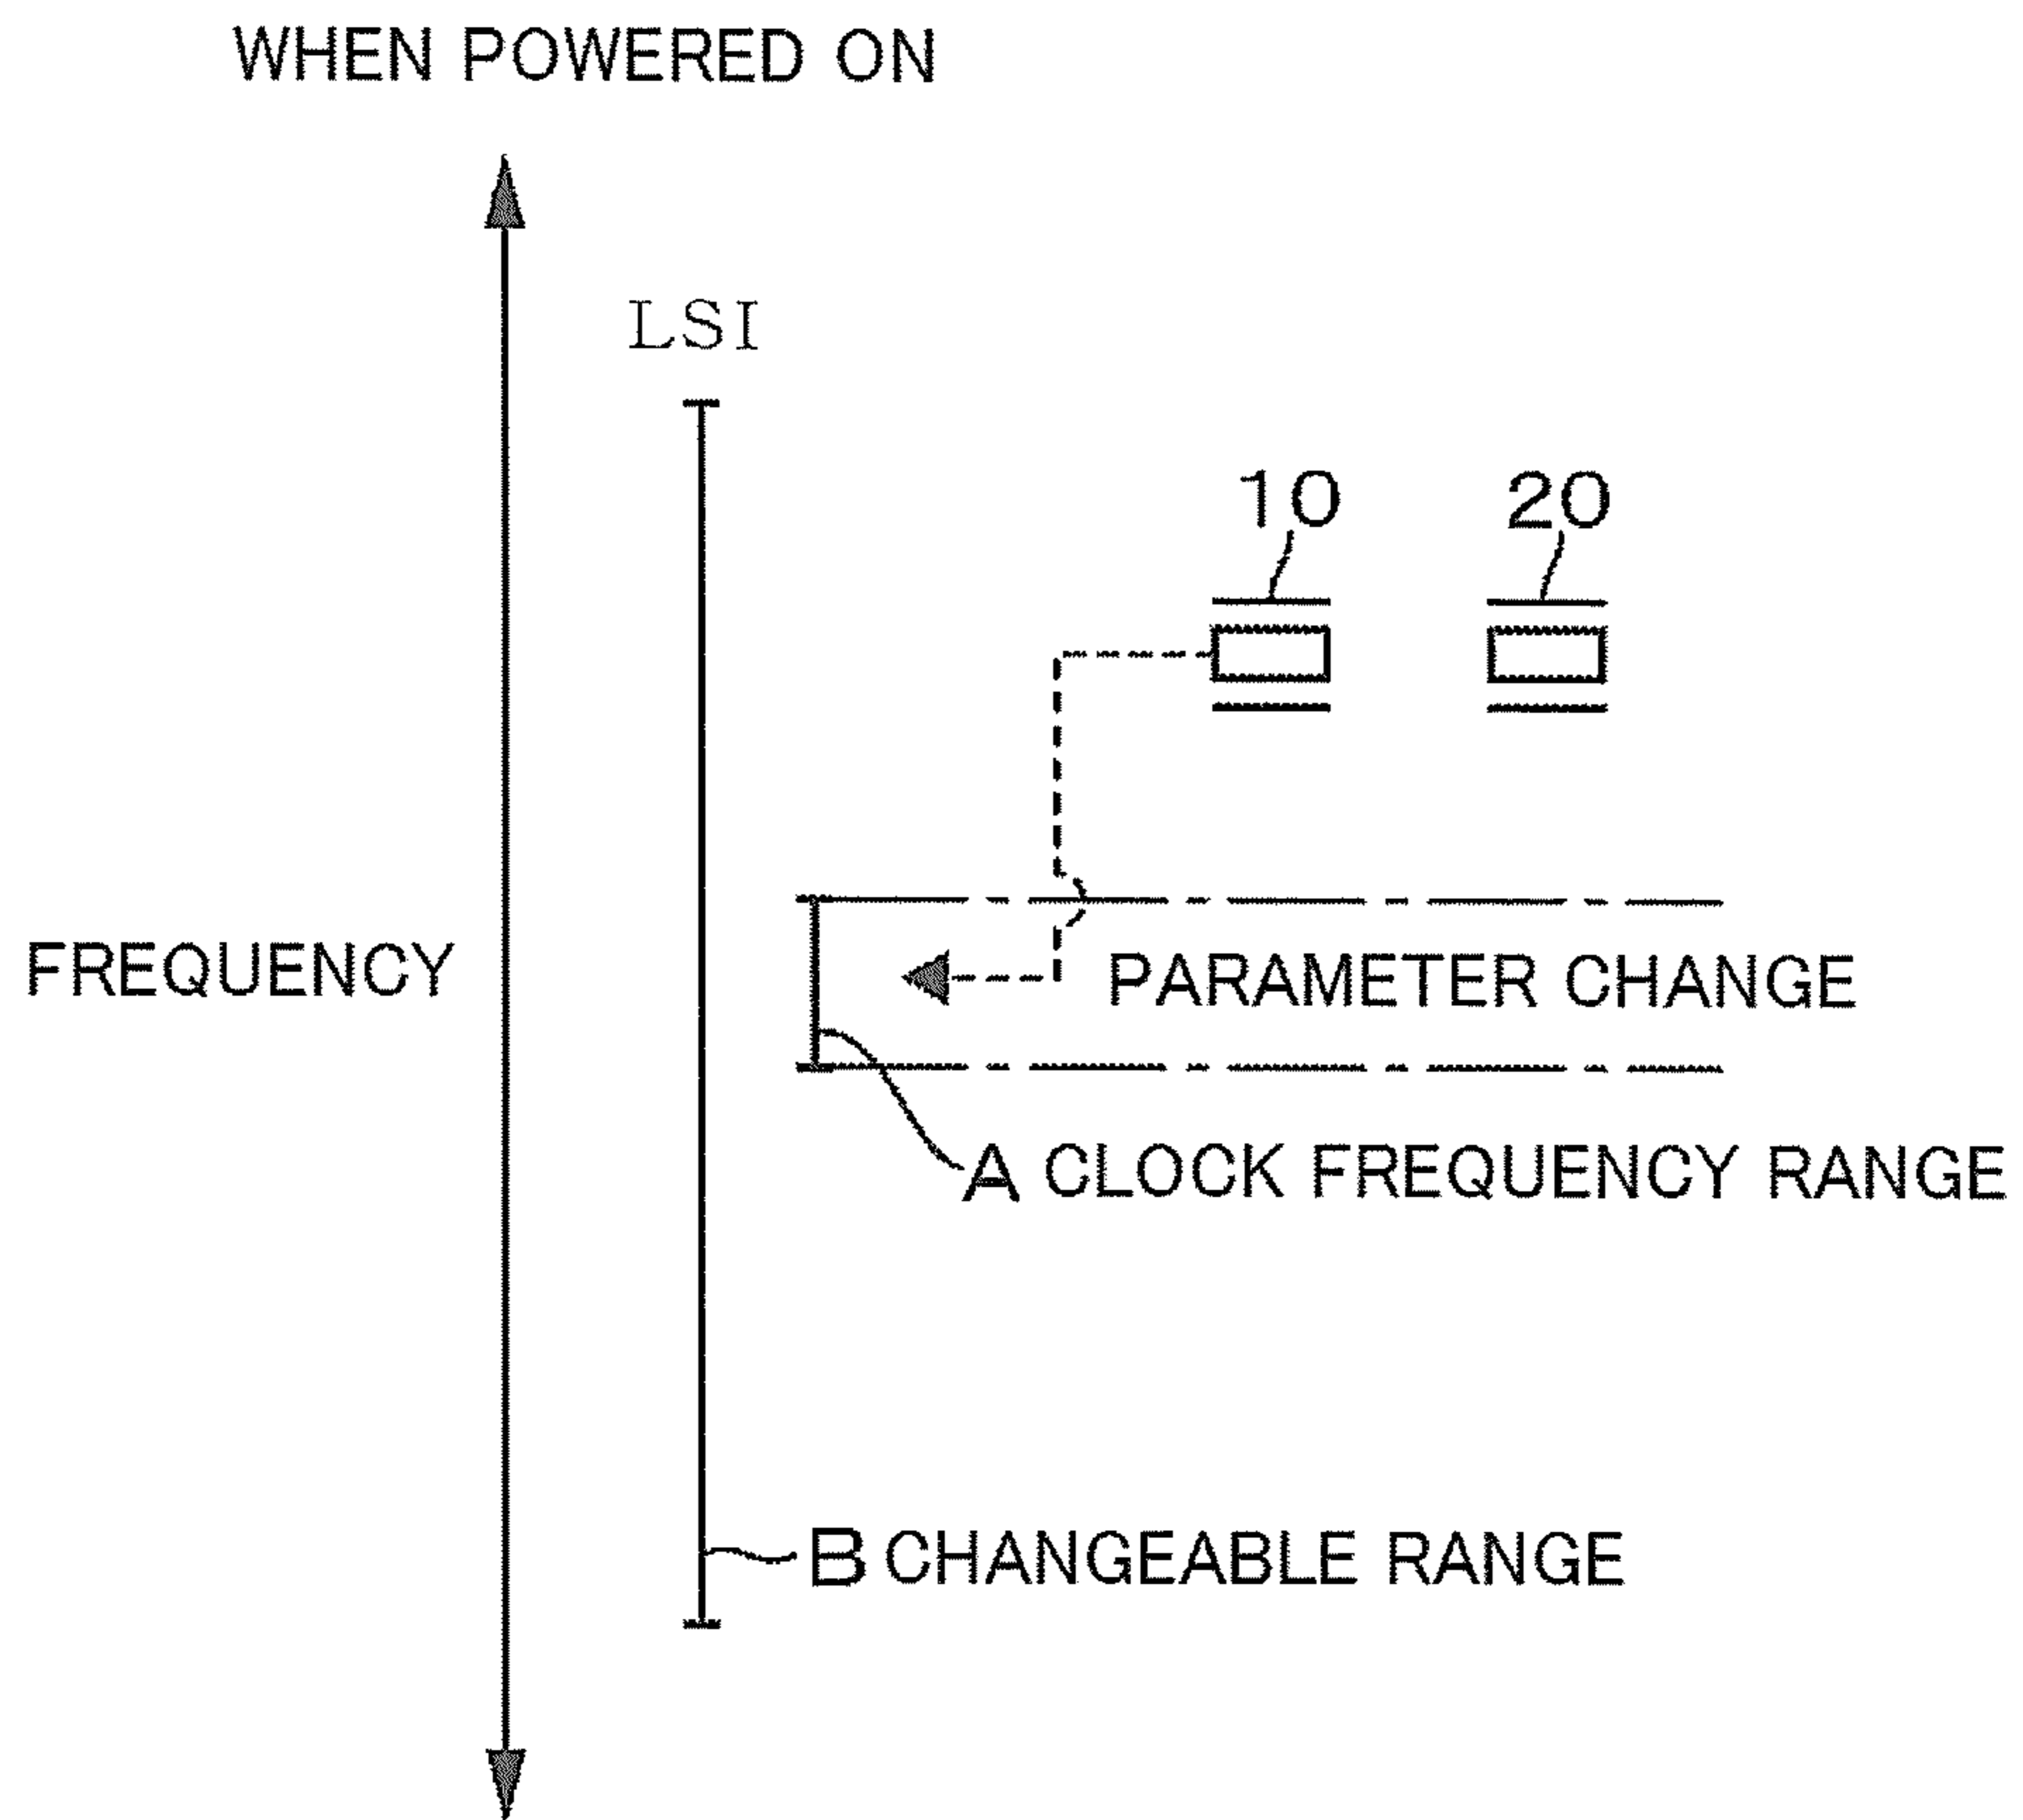 WHEN POWERED ON
LSI
10
20
FREQUENCY
PARAMETER CHANGE
A CLOCK FREQUENCY RANGE
B CHANGEABLE RANGE